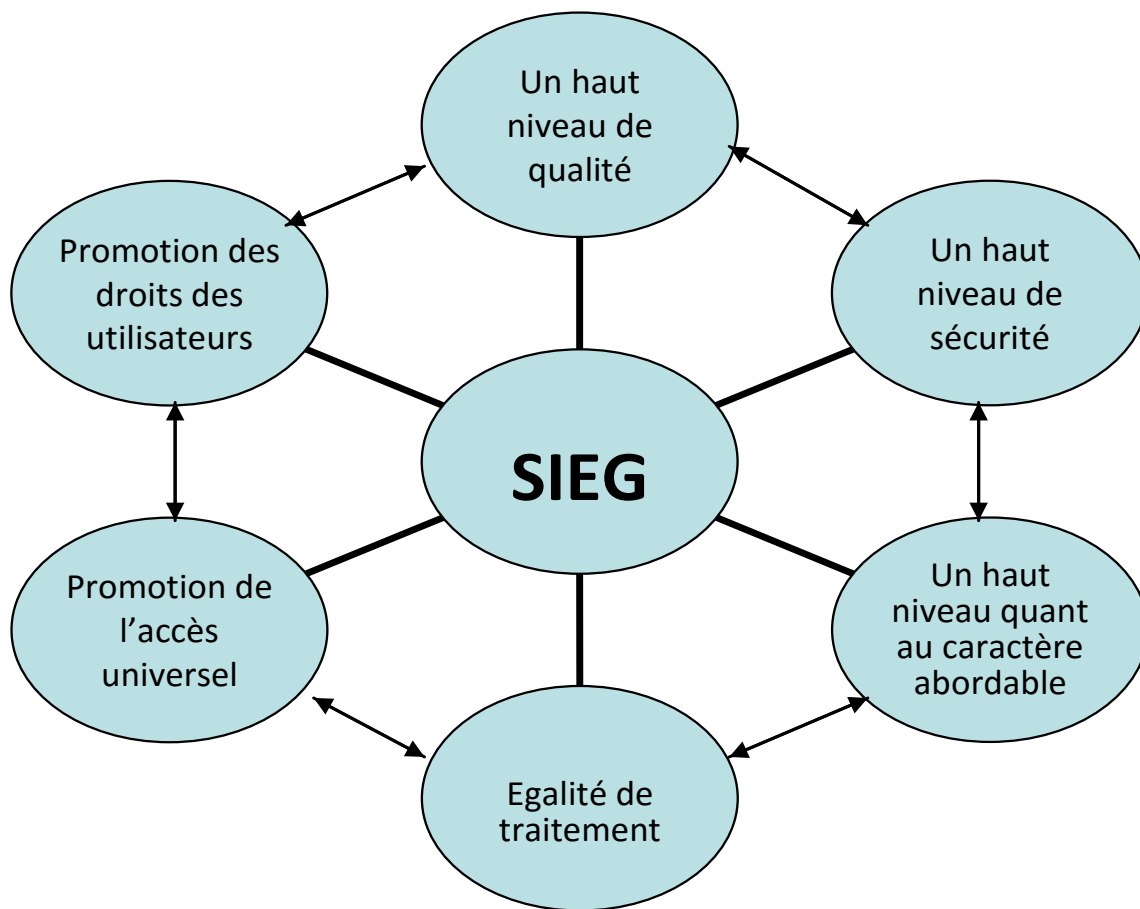 Un haut
niveau de
qualité
Promotion des
droits des
utilisateurs
Un haut
niveau de
sécurité
SIEG
Promotion de
l’accès
universel
Un haut
niveau quant
au caractère
abordable
Egalité de
traitement